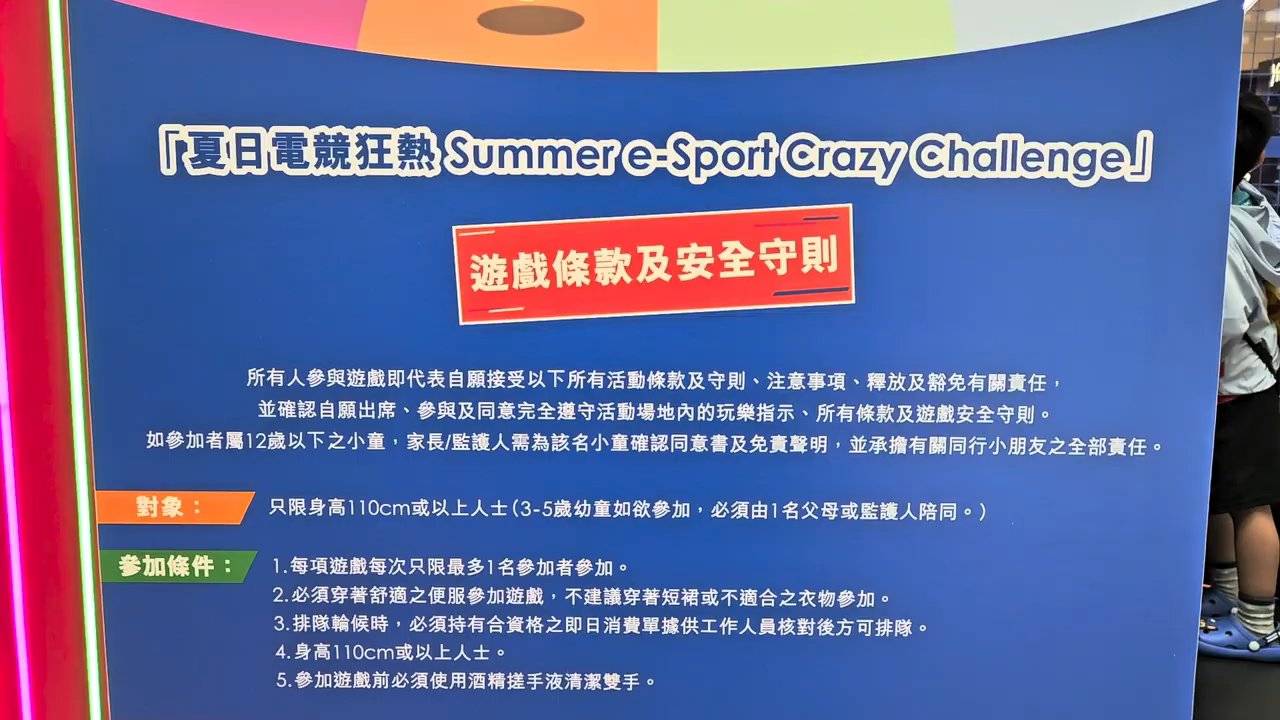 「夏日電競狂熱 Summer e-Sport Crazy Challenge」
遊戲條款及安全守則
所有人參與遊戲即代表自願接受以下所有活動條款及守則、注意事項、釋放及豁免有關責任，
並確認自願出席、參與及同意完全遵守活動場地內的玩樂指示、所有條款及遊戲安全守則。
如參加者屬12歲以下之小童，家長/監護人需為該名小童確認同意書及免責聲明，並承擔有關同行小朋友之全部責任。
對象： 只限身高110cm或以上人士(3-5歲幼童如欲參加，必須由1名父母或監護人陪同。)
參加條件： 1.每項遊戲每次只限最多1名參加者參加。
2.必須穿著舒適之便服參加遊戲，不建議穿著短裙或不適合之衣物參加。
3.排隊輪候時，必須持有合資格之即日消費單據供工作人員核對後方可排隊。
4.身高110cm或以上人士。
5.參加遊戲前必須使用酒精搓手液清潔雙手。